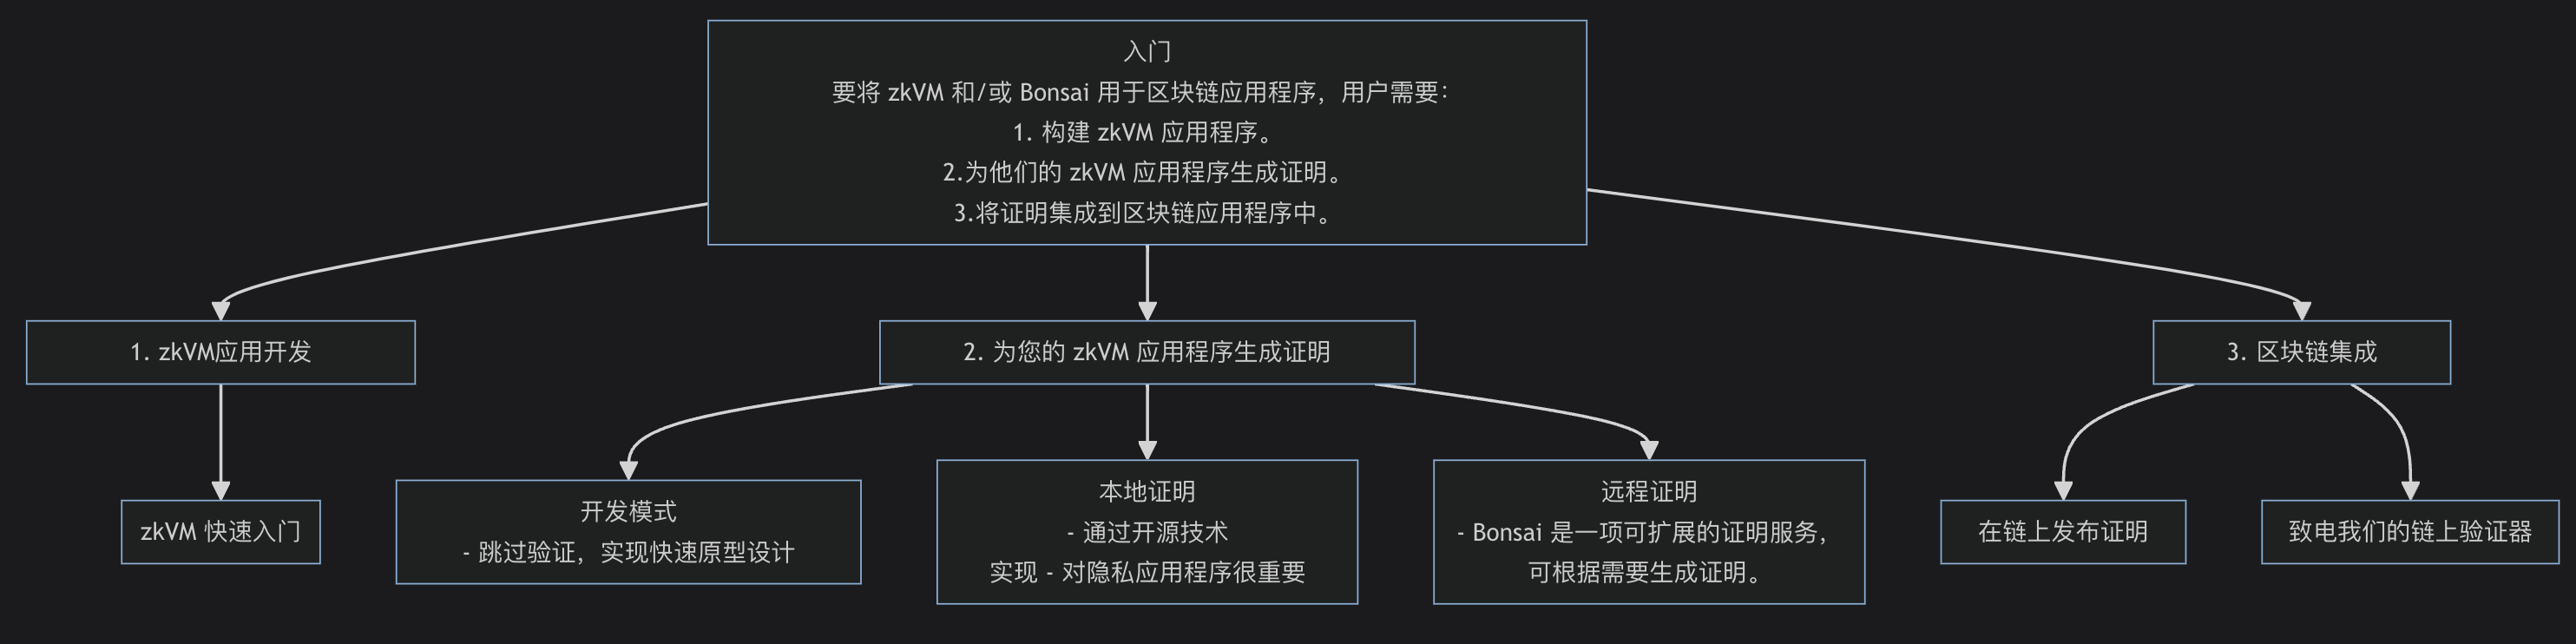 入门
要将 zkVM 和/或 Bonsai 用于区块链应用程序，用户需要：
1. 构建 zkVM 应用程序。
2.为他们的 zkVM 应用程序生成证明。
3.将证明集成到区块链应用程序中。
1. zkVM应用开发
2. 为您的 zkVM 应用程序生成证明
3. 区块链集成
zkVM 快速入门
开发模式
- 跳过验证，实现快速原型设计
本地证明
- 通过开源技术
实现 - 对隐私应用程序很重要
远程证明
- Bonsai 是一项可扩展的证明服务，
可根据需要生成证明。
在链上发布证明
致电我们的链上验证器